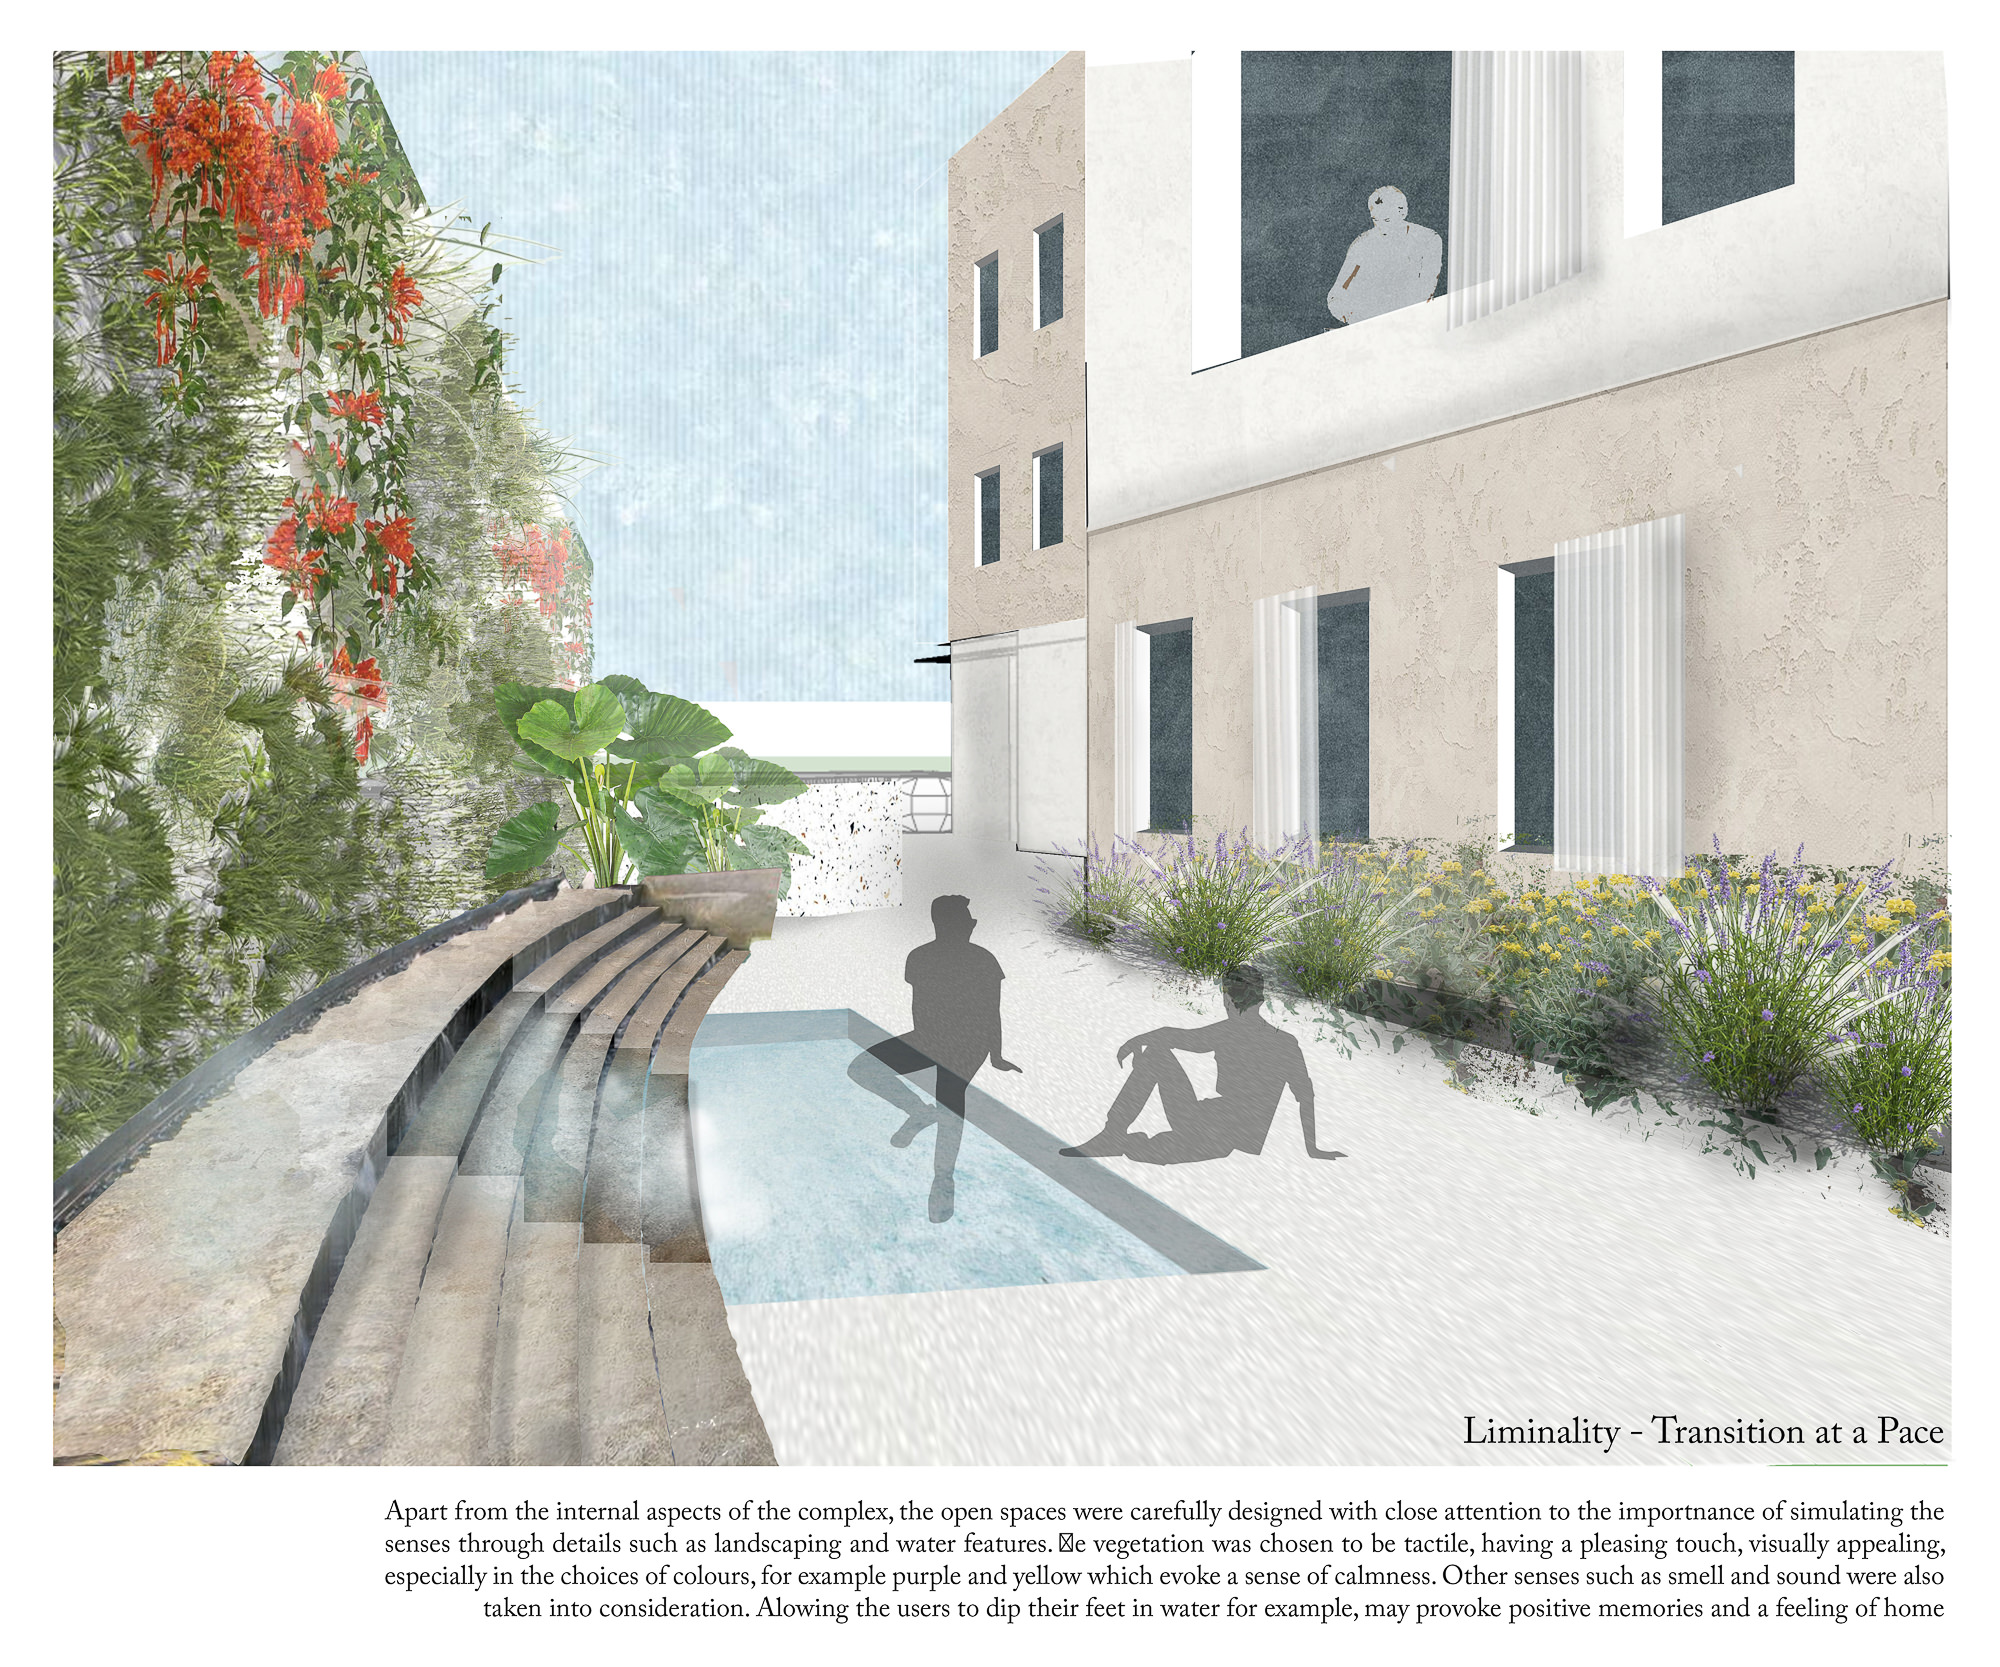 Liminality - Transition at a Pace
Apart from the internal aspects of the complex, the open spaces were carefully designed with close attention to the importnance of simulating the
senses through details such as landscaping and water features. ☒e vegetation was chosen to be tactile, having a pleasing touch, visually appealing,
especially in the choices of colours, for example purple and yellow which evoke a sense of calmness. Other senses such as smell and sound were also
taken into consideration. Alowing the users to dip their feet in water for example, may provoke positive memories and a feeling of home